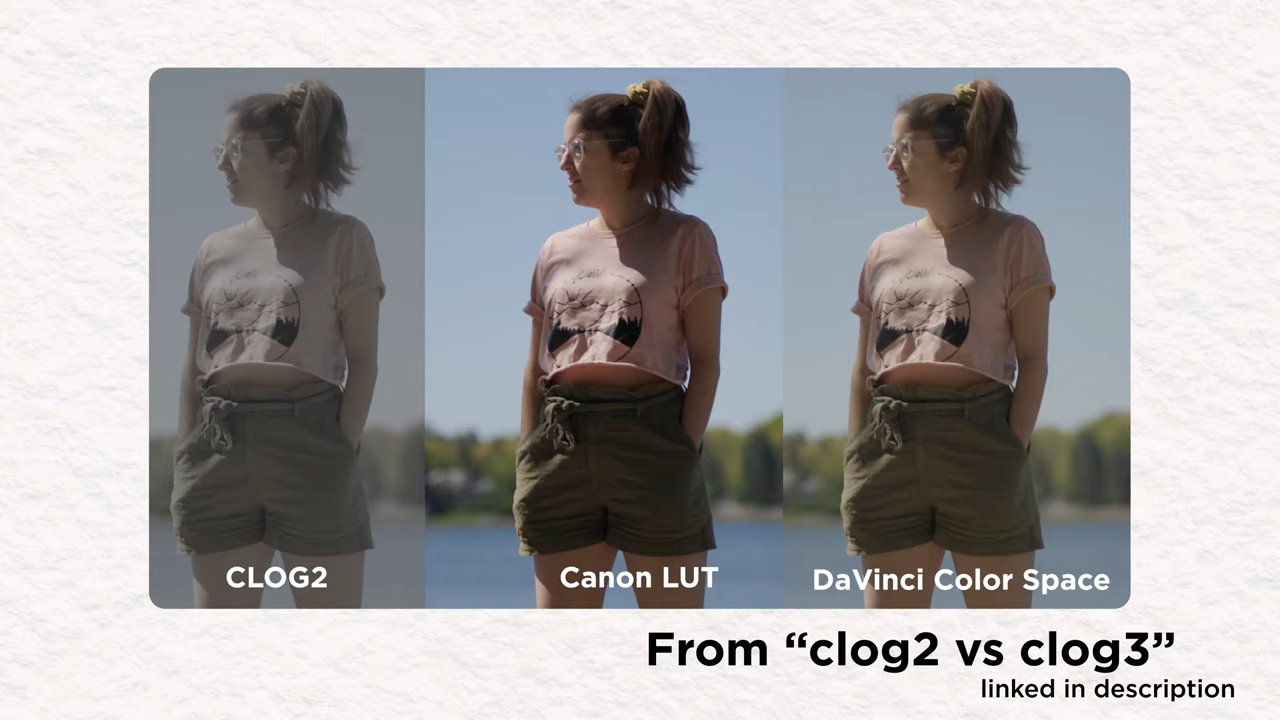 CLOG2
Canon LUT
DaVinci Color Space
From “clog2 vs clog3”
linked in description